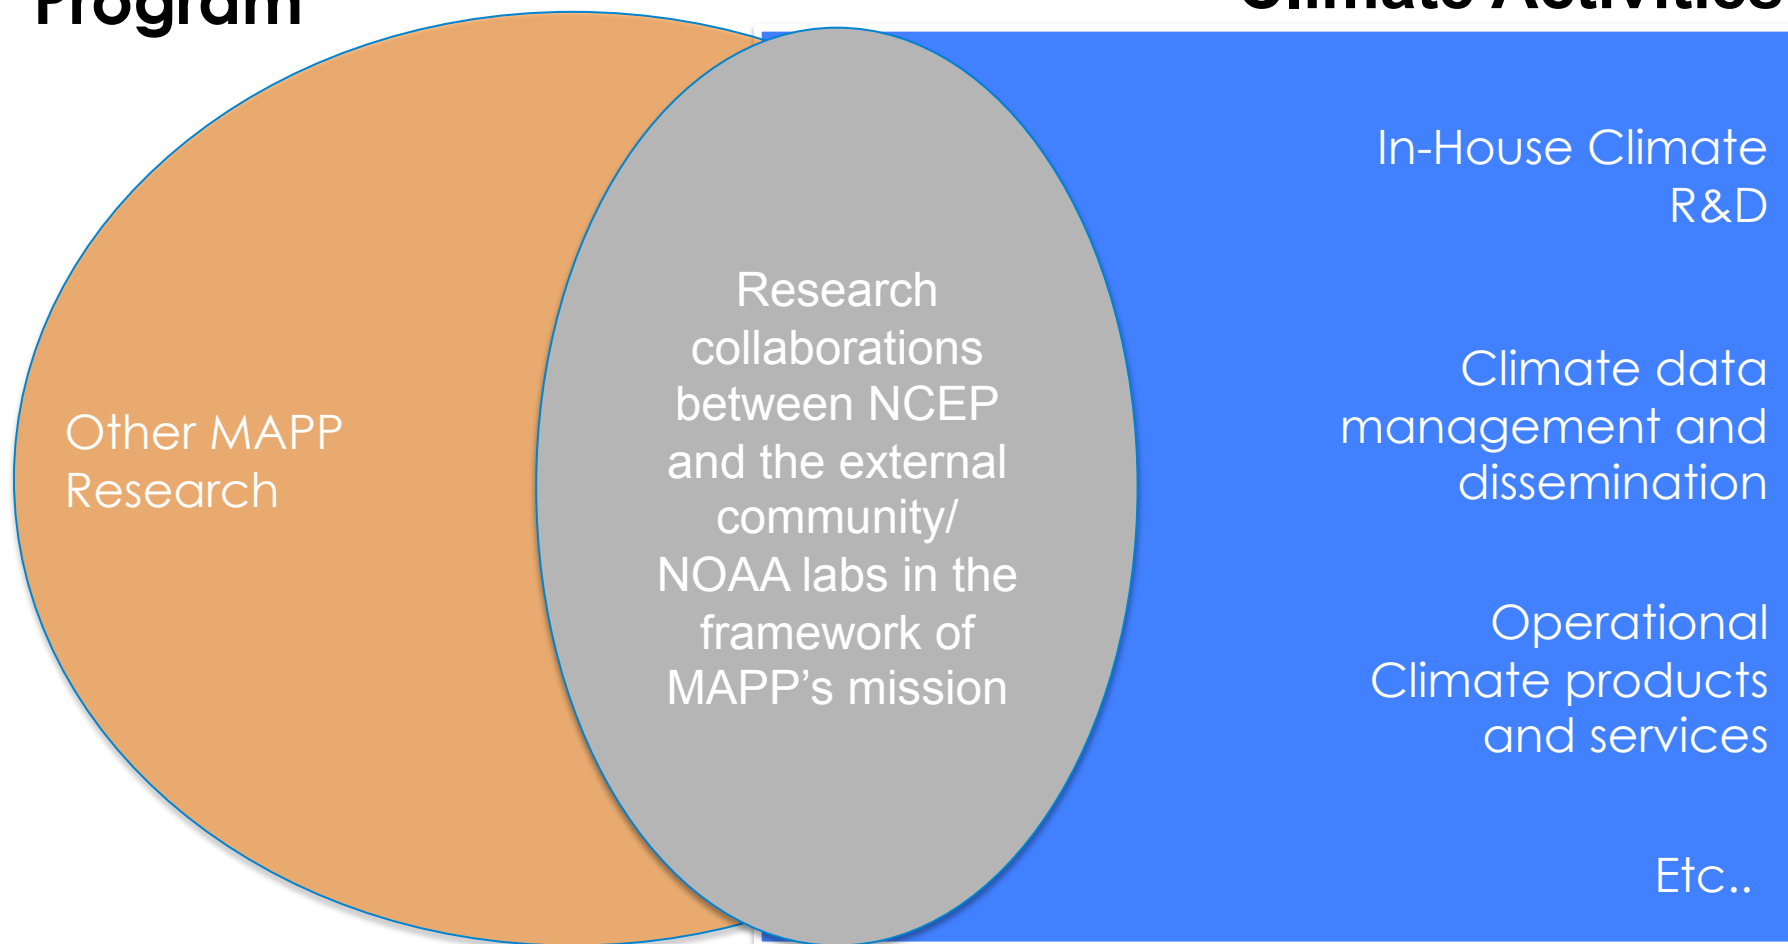 Program
Climate Activities
Other MAPP
Research
Research
collaborations
between NCEP
and the external
community/
NOAA labs in the
framework of
MAPP’s mission
In-House Climate
R&D
Climate data
management and
dissemination
Operational
Climate products
and services
Etc..